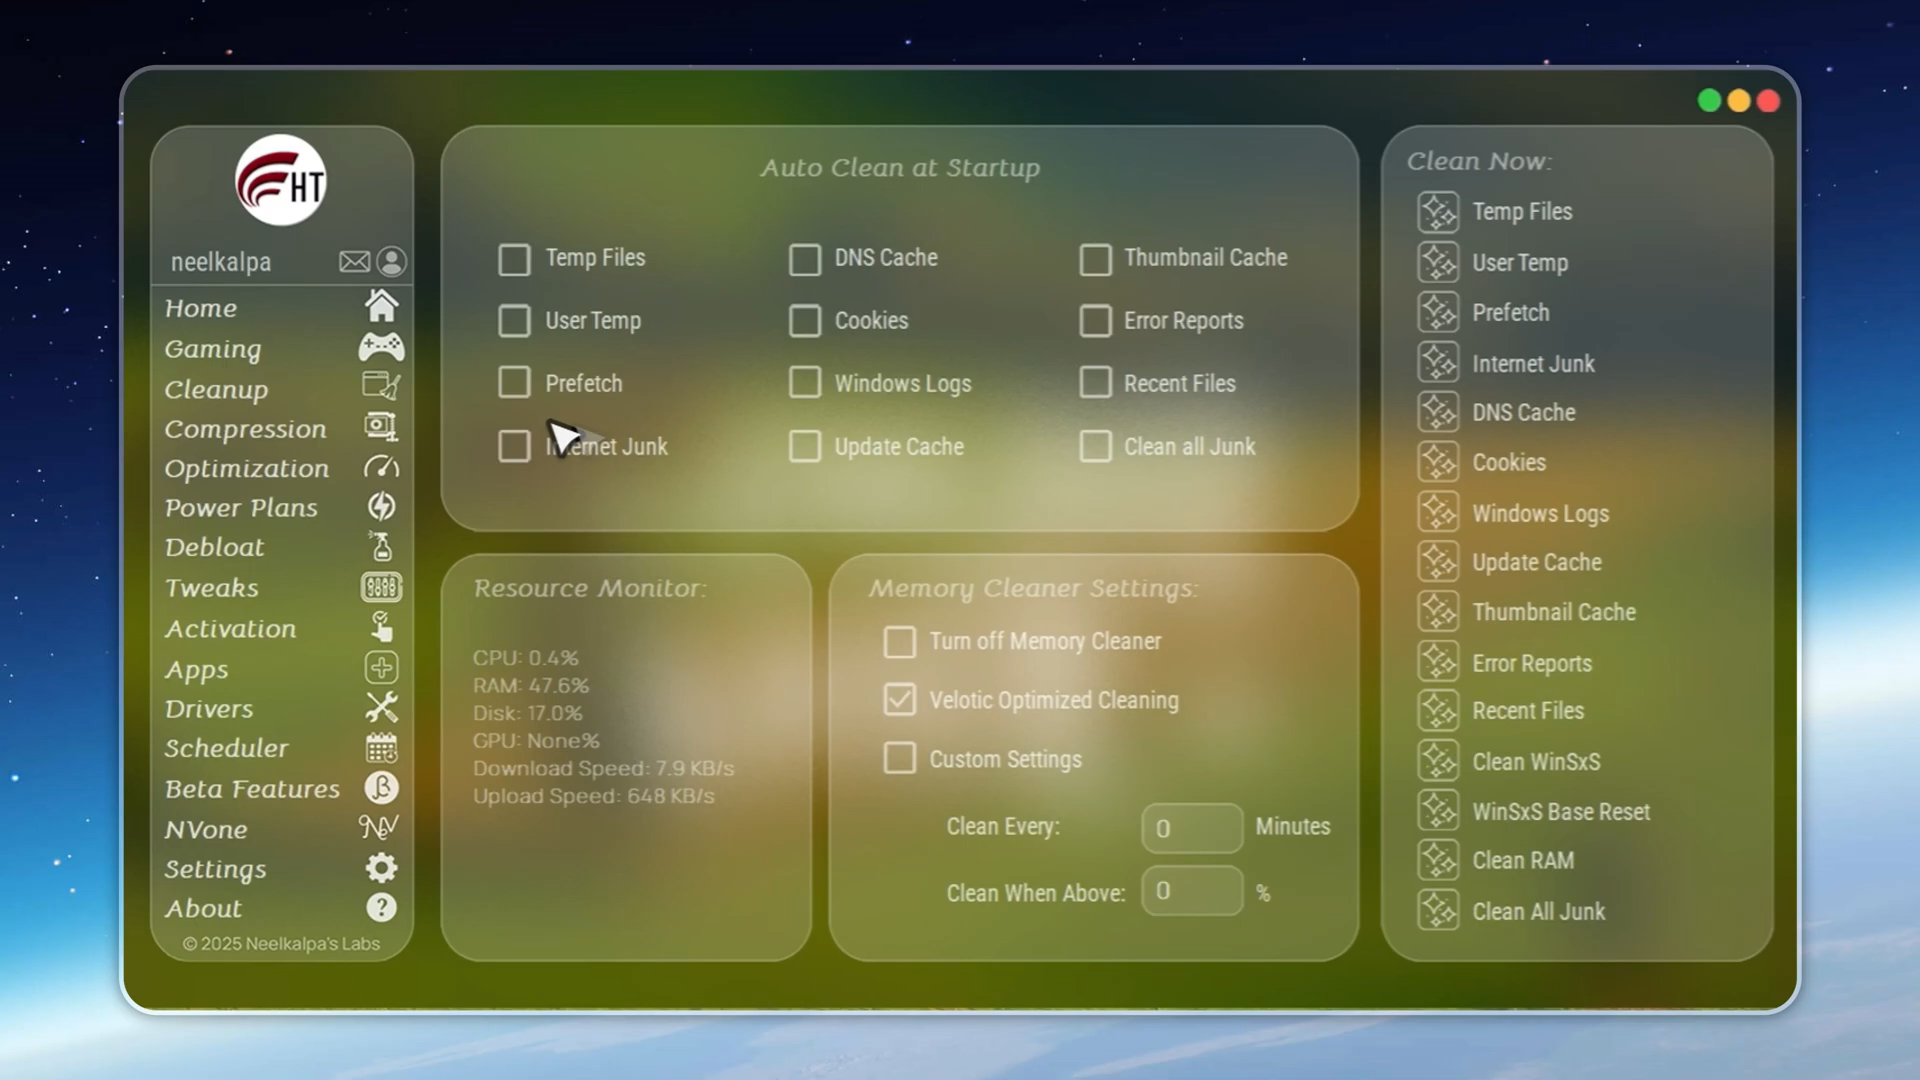 HT
neelkalpa
Home
Gaming
Cleanup
Compression
Optimization
Power Plans
Debloat
Tweaks
Activation
Apps
Drivers
Scheduler
Beta Features
β
NVone
NV
Settings
About
?
© 2025 Neelkalpa's Labs
Auto Clean at Startup
Temp Files
DNS Cache
Thumbnail Cache
User Temp
Cookies
Error Reports
Prefetch
Windows Logs
Recent Files
Internet Junk
Update Cache
Clean all Junk
Resource Monitor:
CPU: 0.4%
RAM: 47.6%
Disk: 17.0%
GPU: None%
Download Speed: 7.9 KB/s
Upload Speed: 648 KB/s
Memory Cleaner Settings:
Turn off Memory Cleaner
Velotic Optimized Cleaning
Custom Settings
Clean Every: 0 Minutes
Clean When Above: 0 %
Clean Now:
Temp Files
User Temp
Prefetch
Internet Junk
DNS Cache
Cookies
Windows Logs
Update Cache
Thumbnail Cache
Error Reports
Recent Files
Clean WinSxS
WinSxS Base Reset
Clean RAM
Clean All Junk